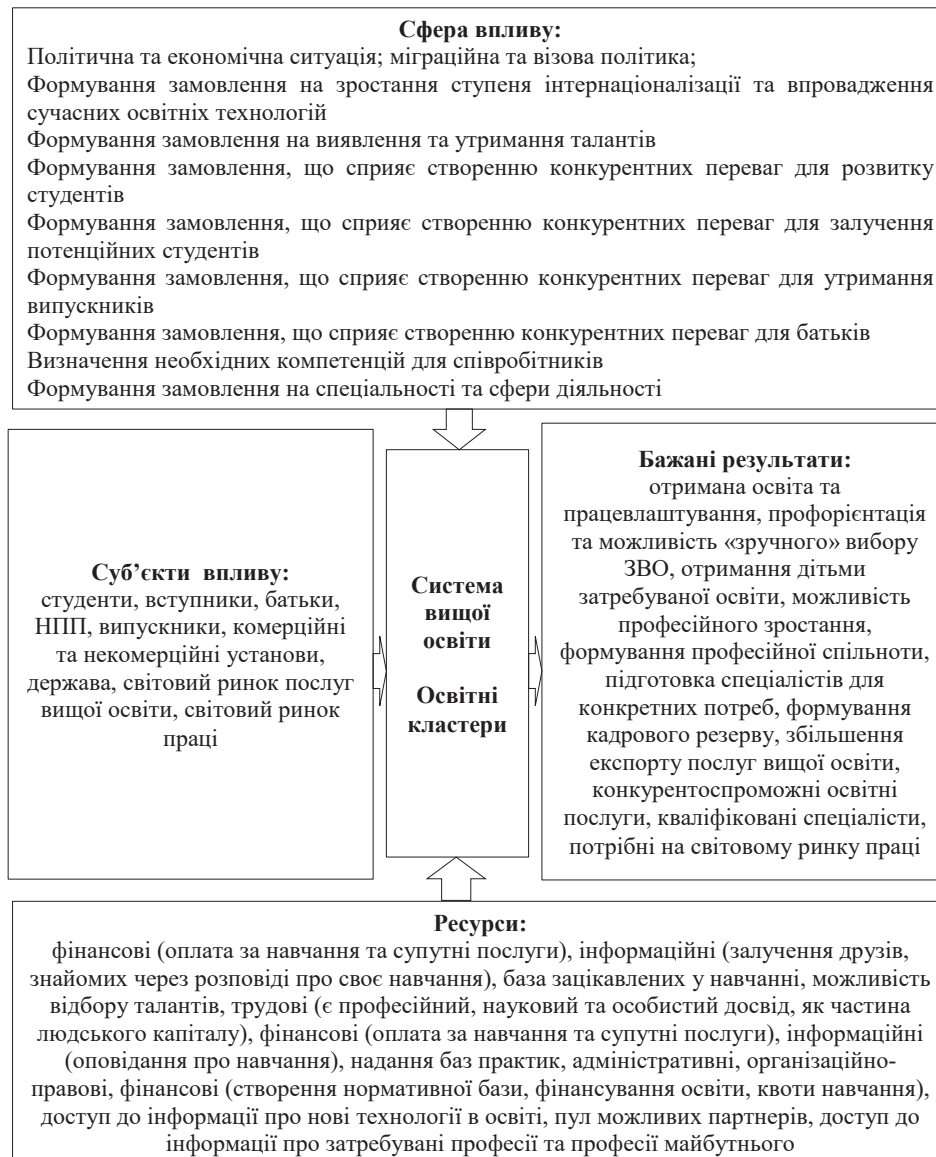 Сфера впливу:
Політична та економічна ситуація; міграційна та візова політика;
Формування замовлення на зростання ступеня інтернаціоналізації та впровадження
сучасних освітніх технологій
Формування замовлення на виявлення та утримання талантів
Формування замовлення, що сприяє створенню конкурентних переваг для розвитку
студентів
Формування замовлення, що сприяє створенню конкурентних переваг для залучення
потенційних студентів
Формування замовлення, що сприяє створенню конкурентних переваг для утримання
випускників
Формування замовлення, що сприяє створенню конкурентних переваг для батьків
Визначення необхідних компетенцій для співробітників
Формування замовлення на спеціальності та сфери діяльності
Суб’єкти впливу:
студенти, вступники, батьки,
НПП, випускники, комерційні
та некомерційні установи,
держава, світовий ринок послуг
вищої освіти, світовий ринок
праці
Система
вищої
освіти
Освітні
кластери
Бажані результати:
отримана освіта та
працевлаштування, профорієнтація
та можливість «зручного» вибору
ЗВО, отримання дітьми
затребуваної освіти, можливість
професійного зростання,
формування професійної спільноти,
підготовка спеціалістів для
конкретних потреб, формування
кадрового резерву, збільшення
експорту послуг вищої освіти,
конкурентоспроможні освітні
послуги, кваліфіковані спеціалісти,
потрібні на світовому ринку праці
Ресурси:
фінансові (оплата за навчання та супутні послуги), інформаційні (залучення друзів,
знайомих через розповіді про своє навчання), база зацікавлених у навчанні, можливість
відбору талантів, трудові (є професійний, науковий та особистий досвід, як частина
людського капіталу), фінансові (оплата за навчання та супутні послуги), інформаційні
(оповідання про навчання), надання баз практик, адміністративні, організаційно-
правові, фінансові (створення нормативної бази, фінансування освіти, квоти навчання),
доступ до інформації про нові технології в освіті, пул можливих партнерів, доступ до
інформації про затребувані професії та професії майбутнього